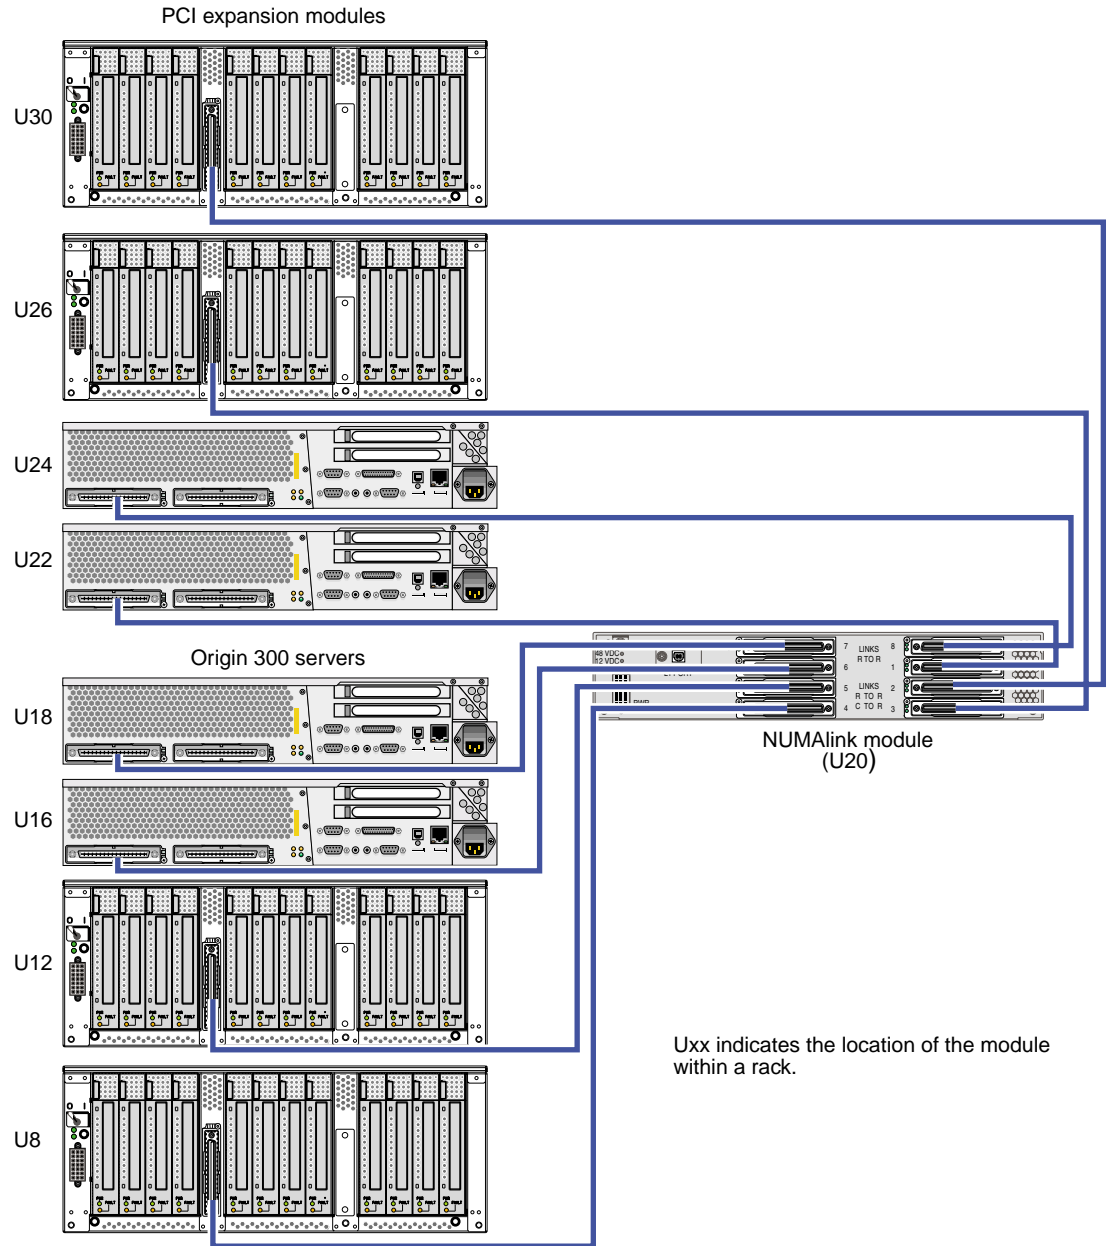 PCI expansion modules
U30
U26
U24
U22
Origin 300 servers
U18
U16
U12
U8
48 VDC
12 VDC
7 LINKS 8
R TO R
6 1
5 LINKS 2
R TO R
4 C TO R 3
NUMAlink module
(U20)
Uxx indicates the location of the module
within a rack.